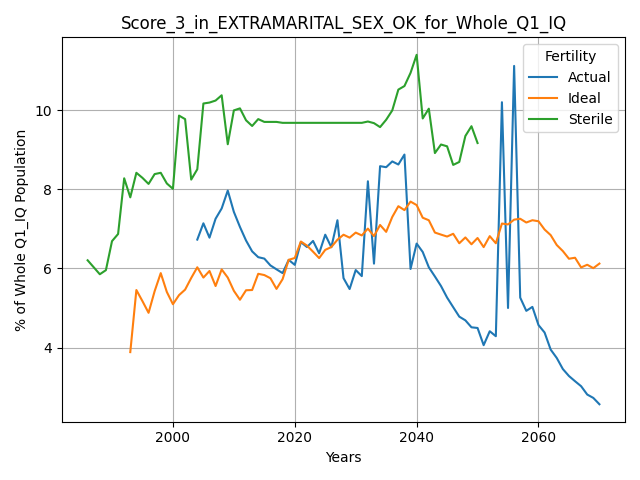 Score_3_in_EXTRAMARITAL_SEX_OK_for_Whole_Q1_IQ
Fertility
Actual
Ideal
Sterile
% of Whole Q1_IQ Population
10
8
6
4
2000
2020
2040
2060
Years